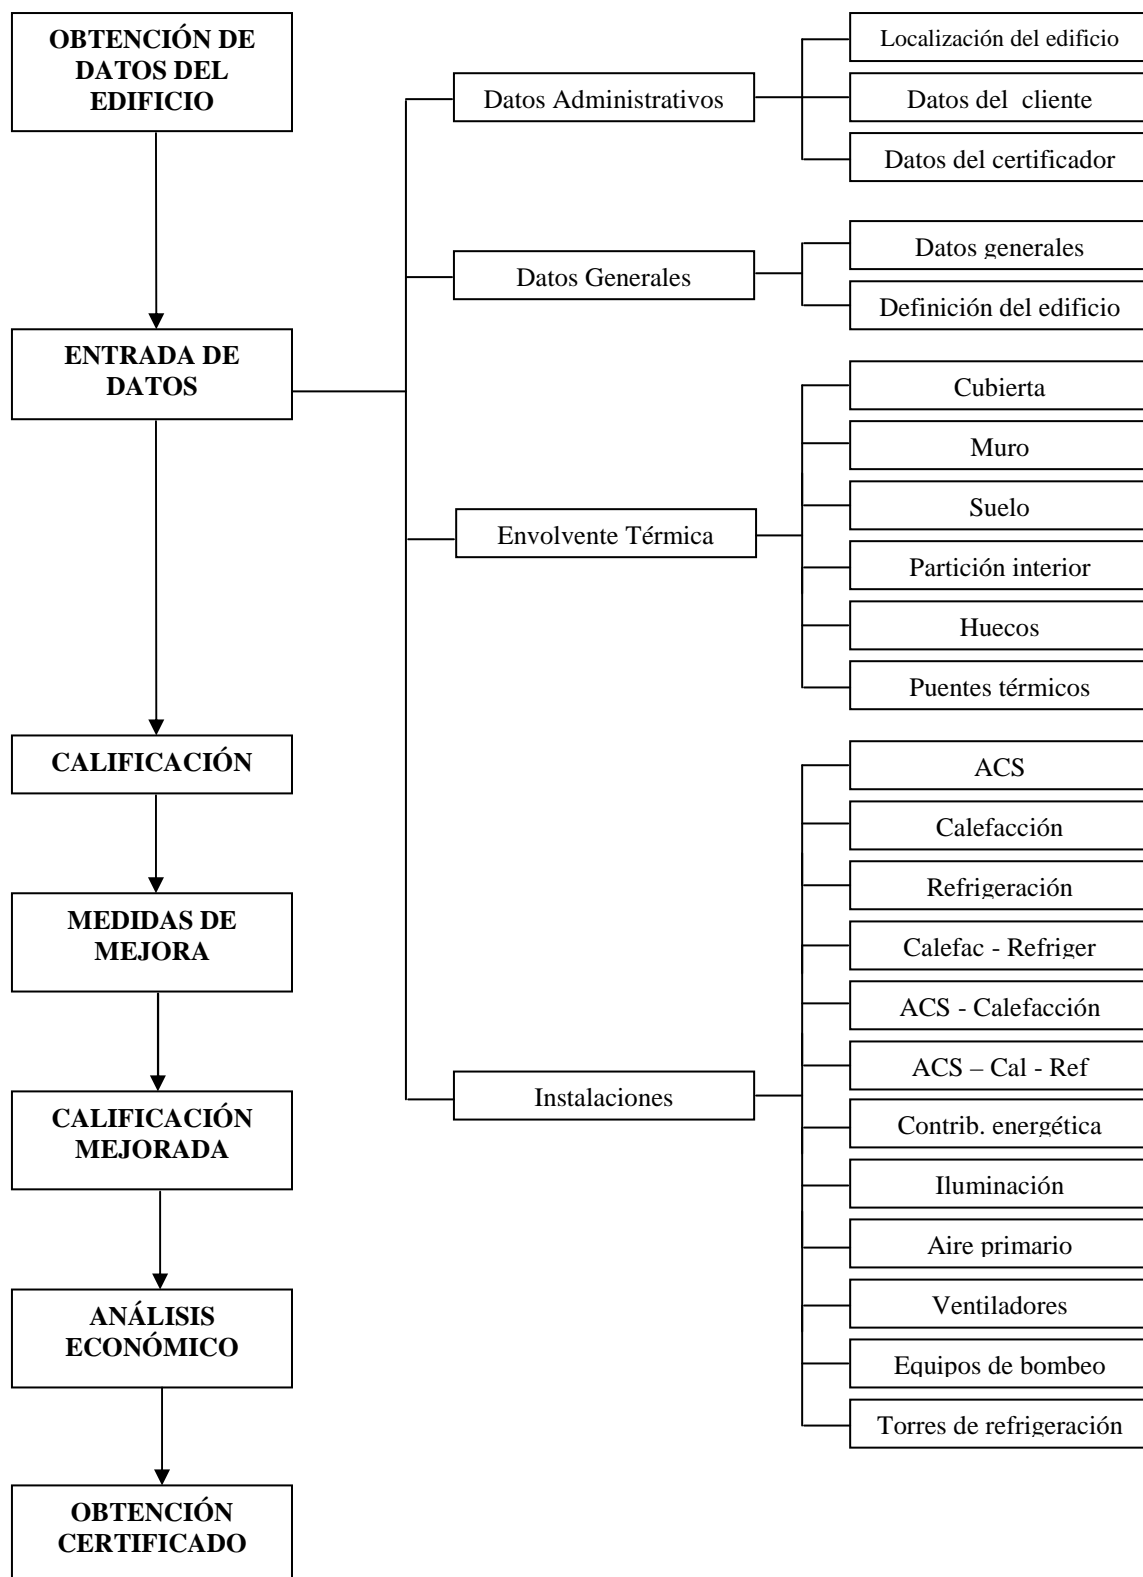 OBTENCIÓN DE
DATOS DEL
EDIFICIO
ENTRADA DE
DATOS
CALIFICACIÓN
MEDIDAS DE
MEJORA
CALIFICACIÓN
MEJORADA
ANÁLISIS
ECONÓMICO
OBTENCIÓN
CERTIFICADO
Datos Administrativos
Localización del edificio
Datos del cliente
Datos del certificador
Datos Generales
Datos generales
Definición del edificio
Envolvente Térmica
Cubierta
Muro
Suelo
Partición interior
Huecos
Puentes térmicos
Instalaciones
ACS
Calefacción
Refrigeración
Calefac - Refriger
ACS - Calefacción
ACS – Cal - Ref
Contrib. energética
Iluminación
Aire primario
Ventiladores
Equipos de bombeo
Torres de refrigeración